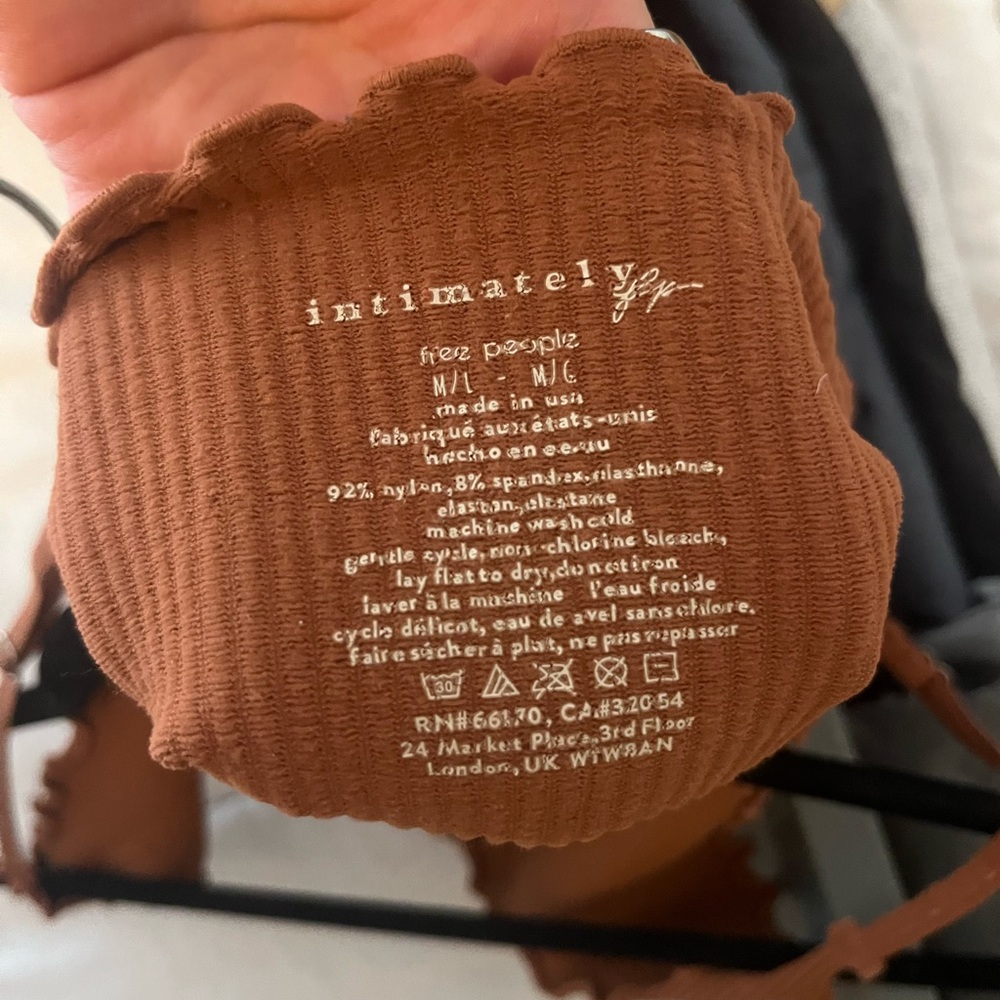 intimately fp
free people
M/L - M/G
made in usa
fabriqué aux états-unis
hecho en ee.uu
92% nylon, 8% spandex, élasthanne,
elastan, elastane
machine wash cold
gentle cycle, non-chlorine bleach,
lay flat to dry, do not iron
laver à la machine l'eau froide
cycle délicat, eau de javel sans chlore.
faire sécher à plat, ne pas repasser
30
RN#66170, CA#32054
24 Market Place, 3rd Floor
London, UK W1W8AN